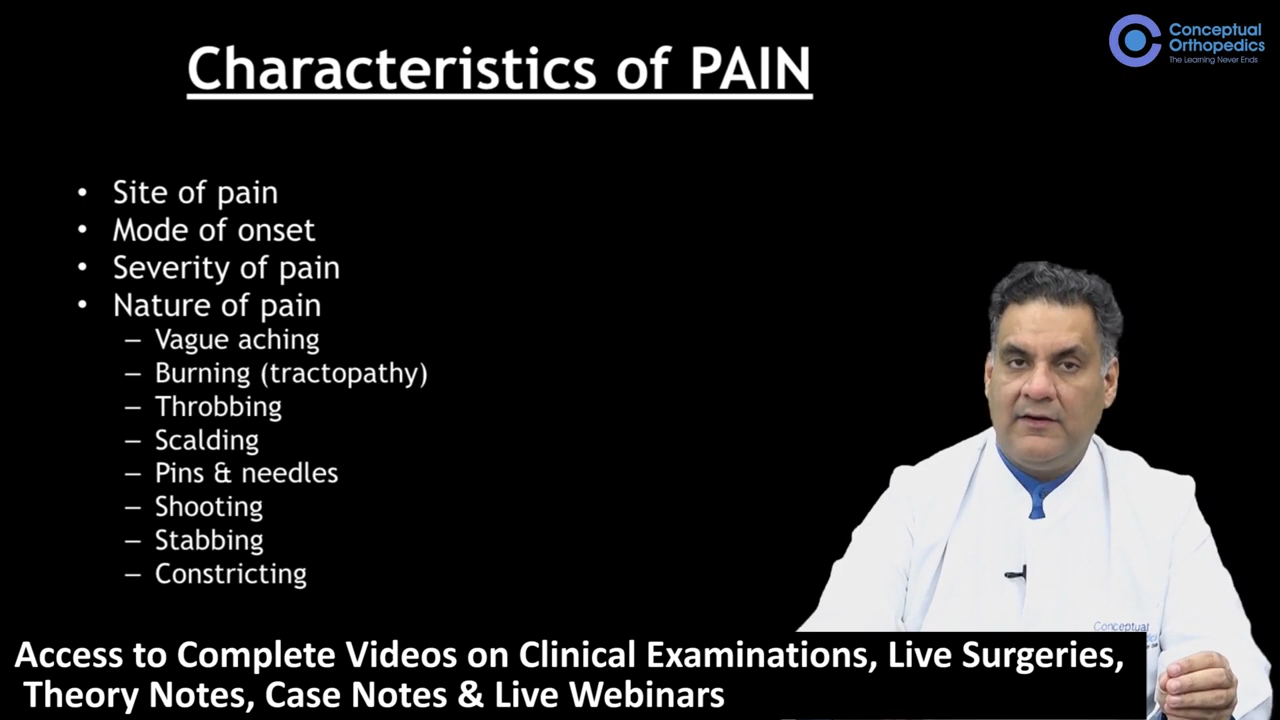 Conceptual
Orthopedics
The Learning Never Ends
Characteristics of PAIN
• Site of pain
• Mode of onset
• Severity of pain
• Nature of pain
– Vague aching
– Burning (tractopathy)
– Throbbing
– Scalding
– Pins & needles
– Shooting
– Stabbing
– Constricting
Conceptual
Access to Complete Videos on Clinical Examinations, Live Surgeries,
Theory Notes, Case Notes & Live Webinars